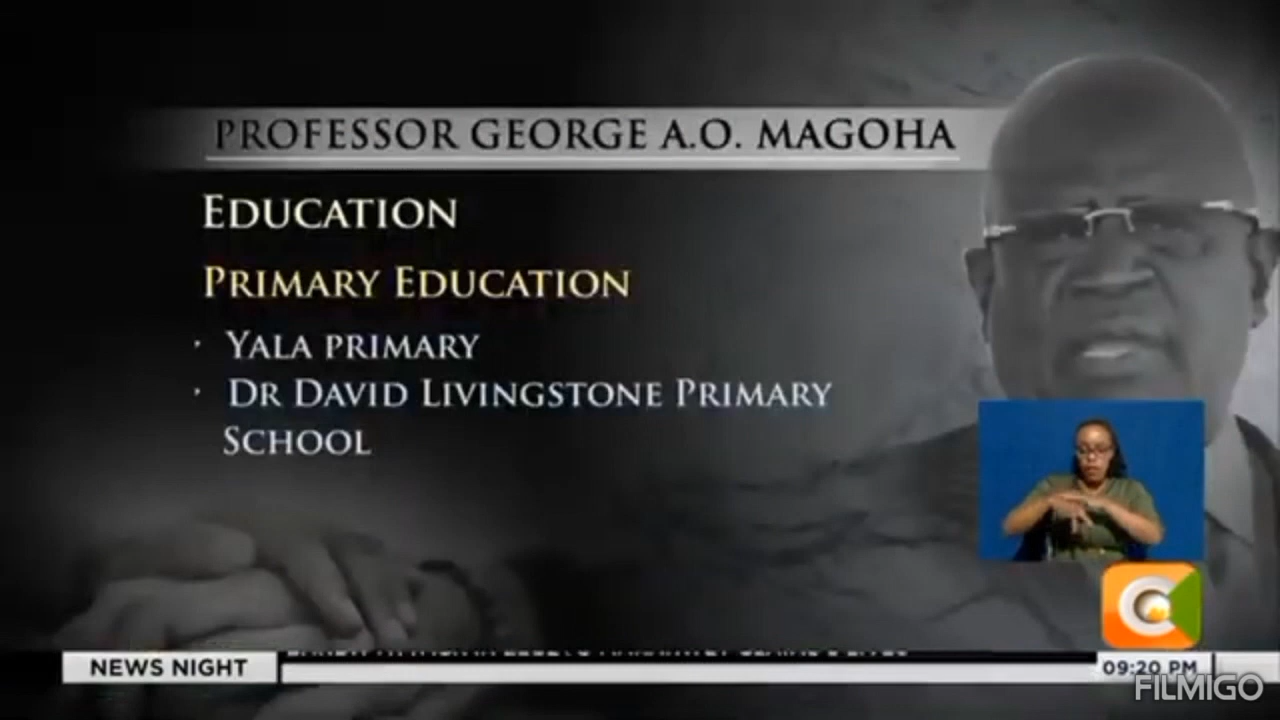 PROFESSOR GEORGE A.O. MAGOHA
EDUCATION
PRIMARY EDUCATION
· YALA PRIMARY
· DR DAVID LIVINGSTONE PRIMARY
SCHOOL
NEWS NIGHT
09:20 PM
FILMIGO